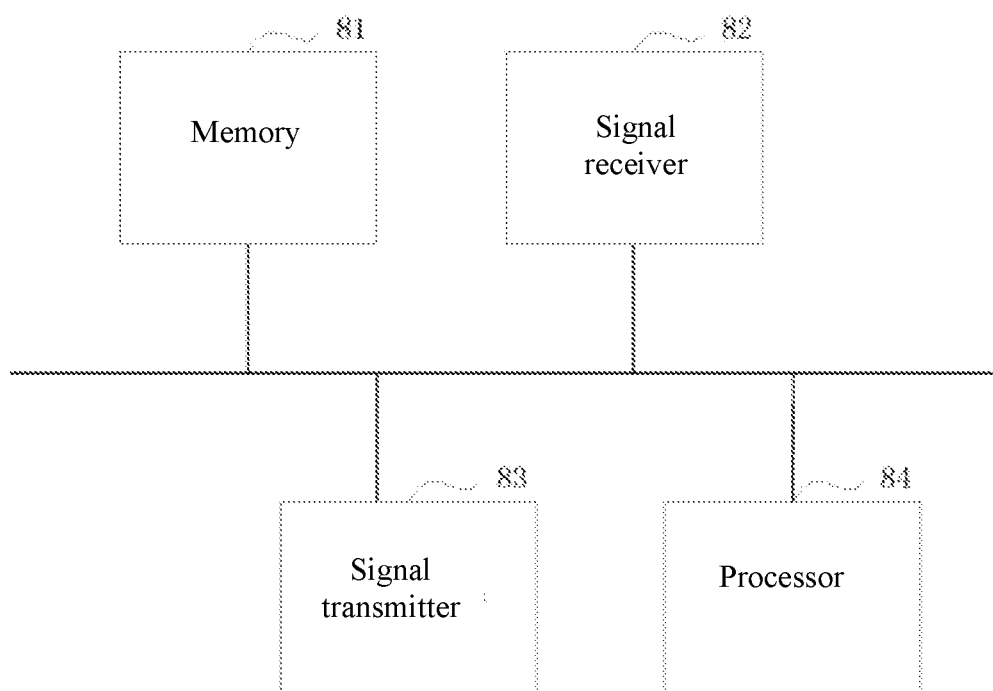 81
Memory
82
Signal
receiver
83
Signal
transmitter
84
Processor